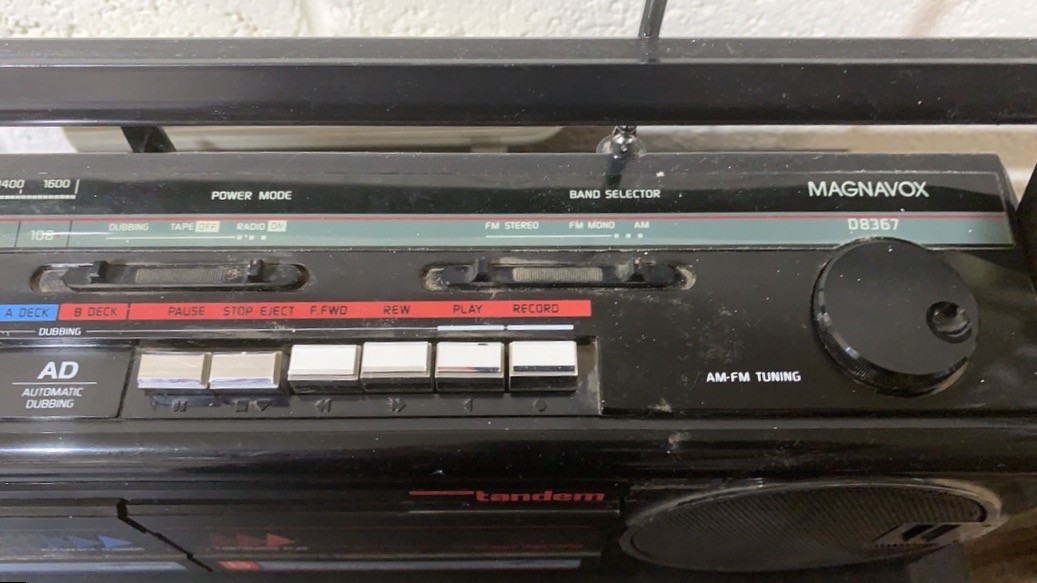 1400 1600
POWER MODE
BAND SELECTOR
MAGNAVOX
D8367
DUBBING TAPE OFF RADIO ON
FM STEREO FM MONO AM
108
A DECK B DECK PAUSE STOP EJECT F.FWD REW PLAY RECORD
DUBBING
AD
AUTOMATIC
DUBBING
AM-FM TUNING
tandem